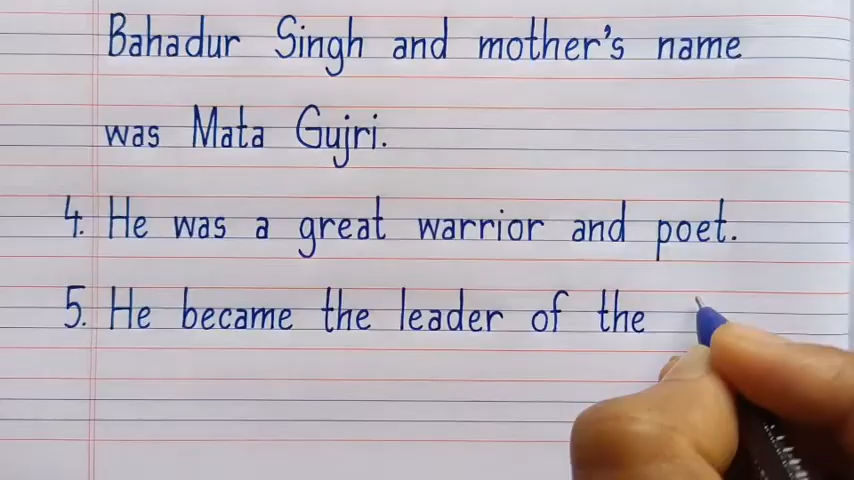 Bahadur Singh and mother's name
was Mata Gujri.
4. He was a great warrior and poet.
5. He became the leader of the